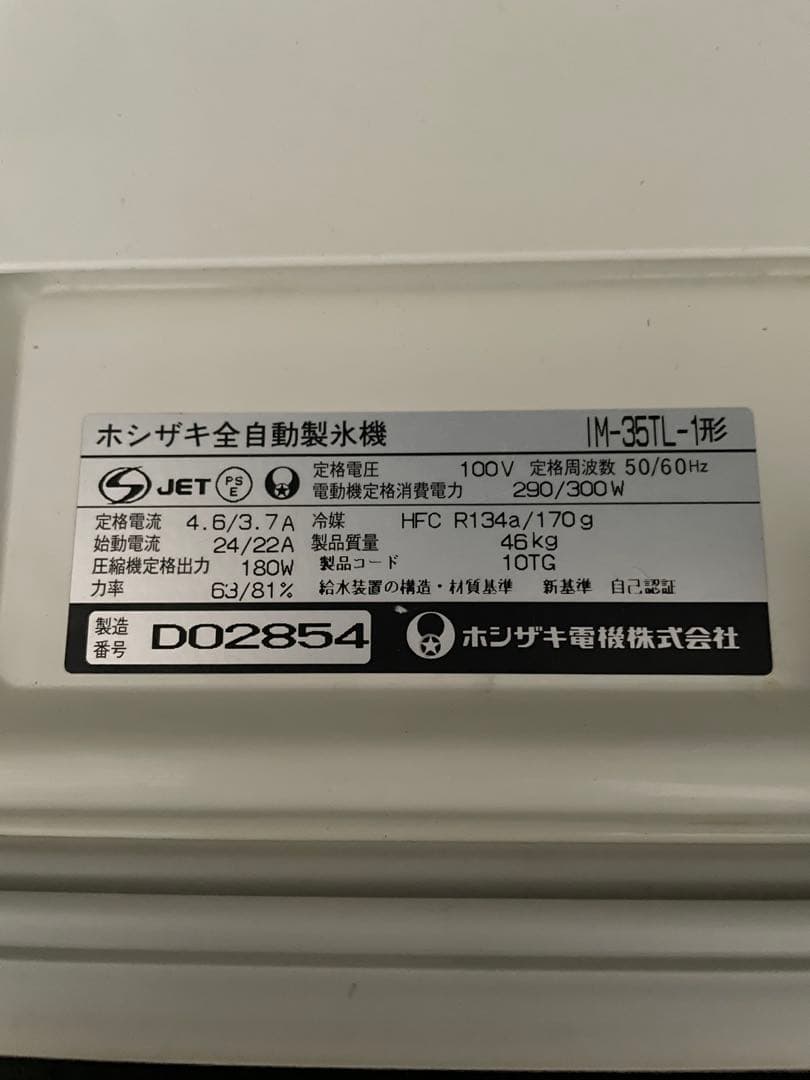 ホシザキ全自動製氷機 IM-35TL-1形
JET PSE 定格電圧 100V 定格周波数 50/60Hz
電動機定格消費電力 290/300W
定格電流 4.6/3.7A 冷媒 HFC R134a/170g
始動電流 24/22A 製品質量 46kg
圧縮機定格出力 180W 製品コード 10TG
力率 63/81% 給水装置の構造・材質基準 新基準 自己認証
製造番号 D02854 ホシザキ電機株式会社